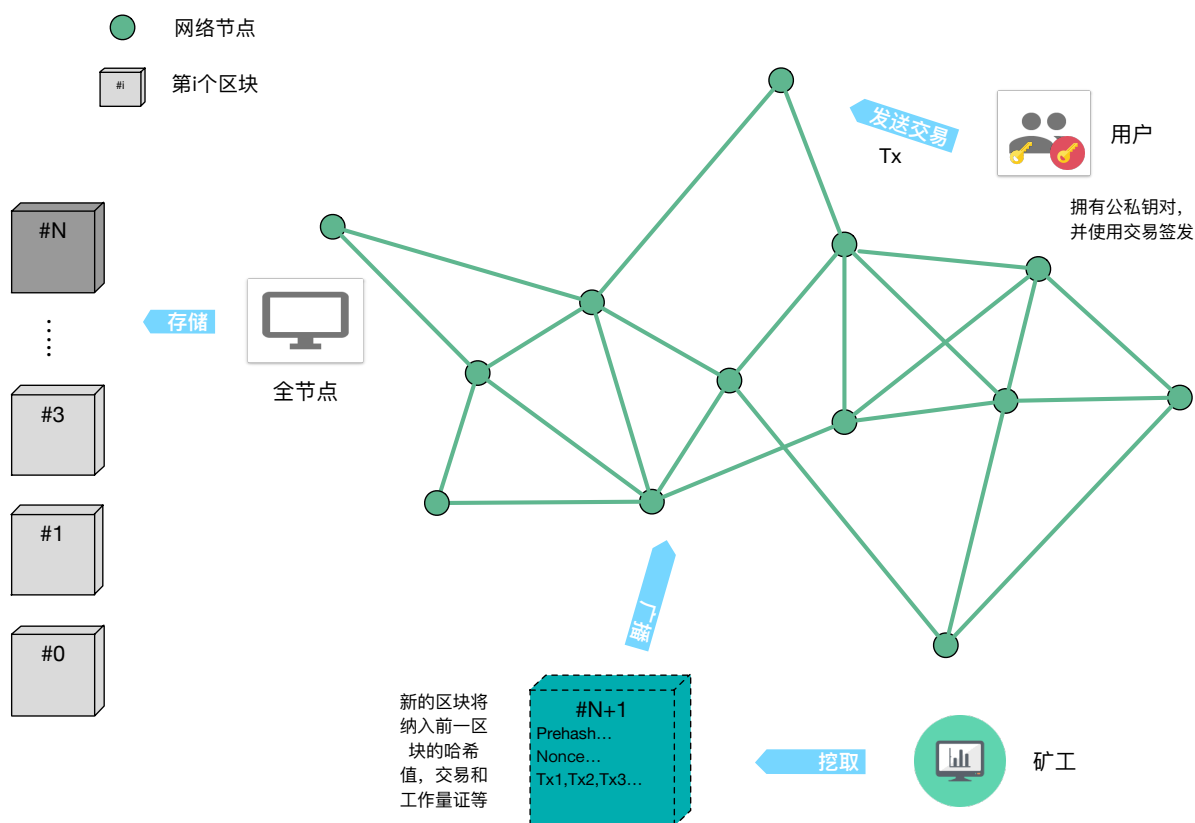 网络节点
#i
第i个区块
发送交易
Tx
用户
拥有公私钥对，
并使用交易签发
#N
存储
全节点
#3
#1
#0
广播
新的区块将
纳入前一区
块的哈希
值，交易和
工作量证等
#N+1
Prehash...
Nonce...
Tx1,Tx2,Tx3...
挖取
矿工